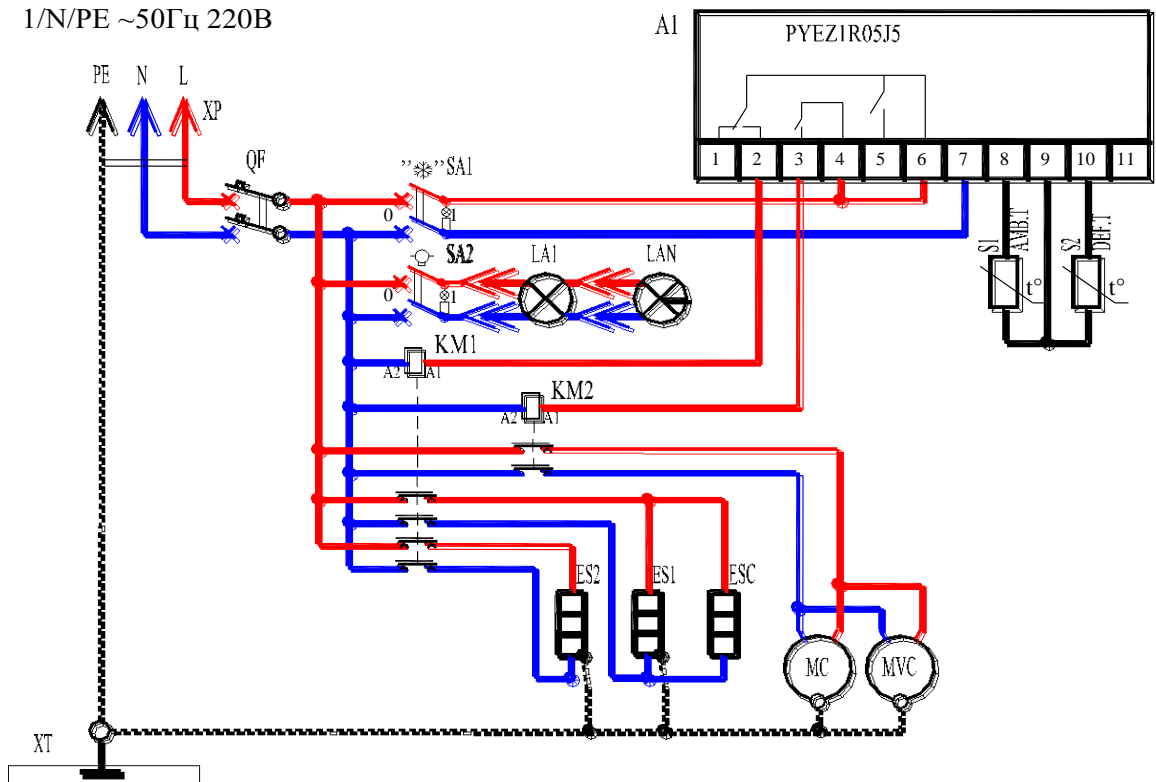 1/N/PE ~50Гц 220В
A1
PYEZ1R05J5
PE N L
XP
1 2 3 4 5 6 7 8 9 10 11
QF
"❄" SA1
0 1
SA2
0 1
LA1
LAN
S1
AMB.T
t°
S2
DEF.T
t°
KM1
A2 A1
KM2
A2 A1
ES2
ES1
ESC
MC
MVC
XT